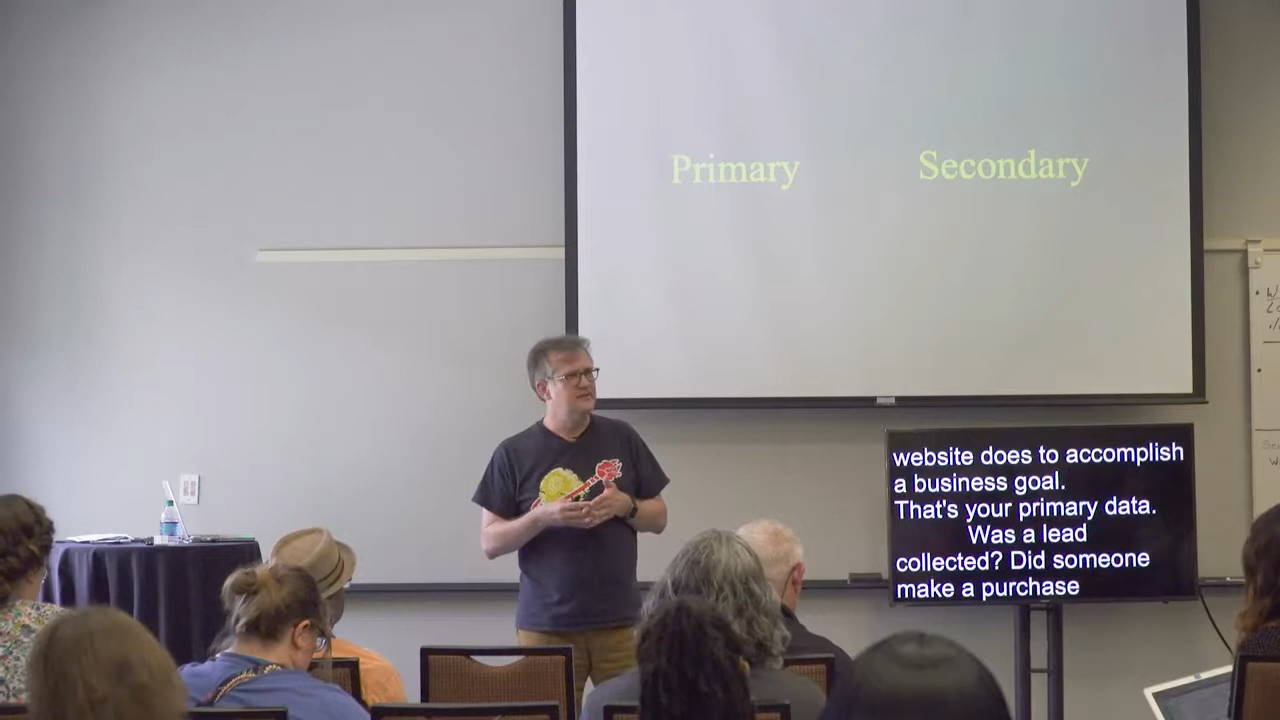 Primary
Secondary
website does to accomplish
a business goal.
That's your primary data.
Was a lead
collected? Did someone
make a purchase